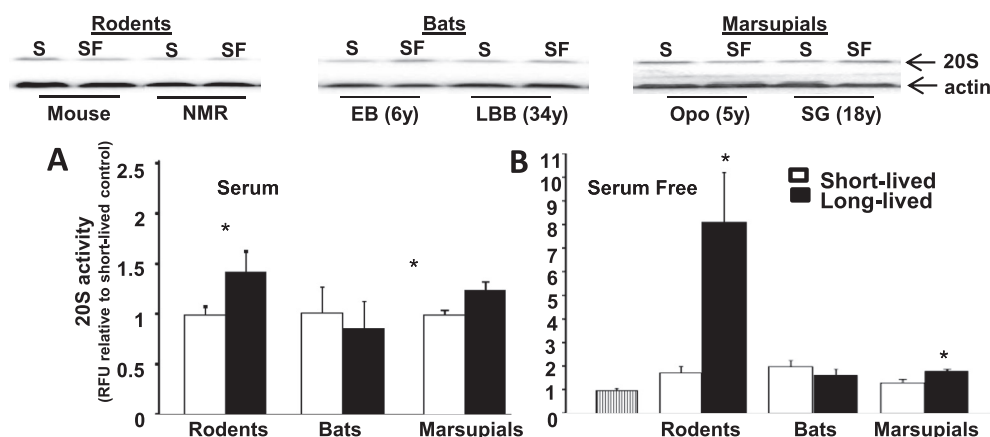 Rodents
Bats
Marsupials
S SF S SF
S SF S SF
S SF S SF
20S
actin
Mouse NMR
EB (6y) LBB (34y)
Opo (5y) SG (18y)
A
Serum
20S activity
(RFU relative to short-lived control)
2.5
2
1.5
1
0.5
0
*
*
Rodents Bats Marsupials
B
Serum Free
Short-lived
Long-lived
11
10
9
8
7
6
5
4
3
2
1
0
*
*
Rodents Bats Marsupials